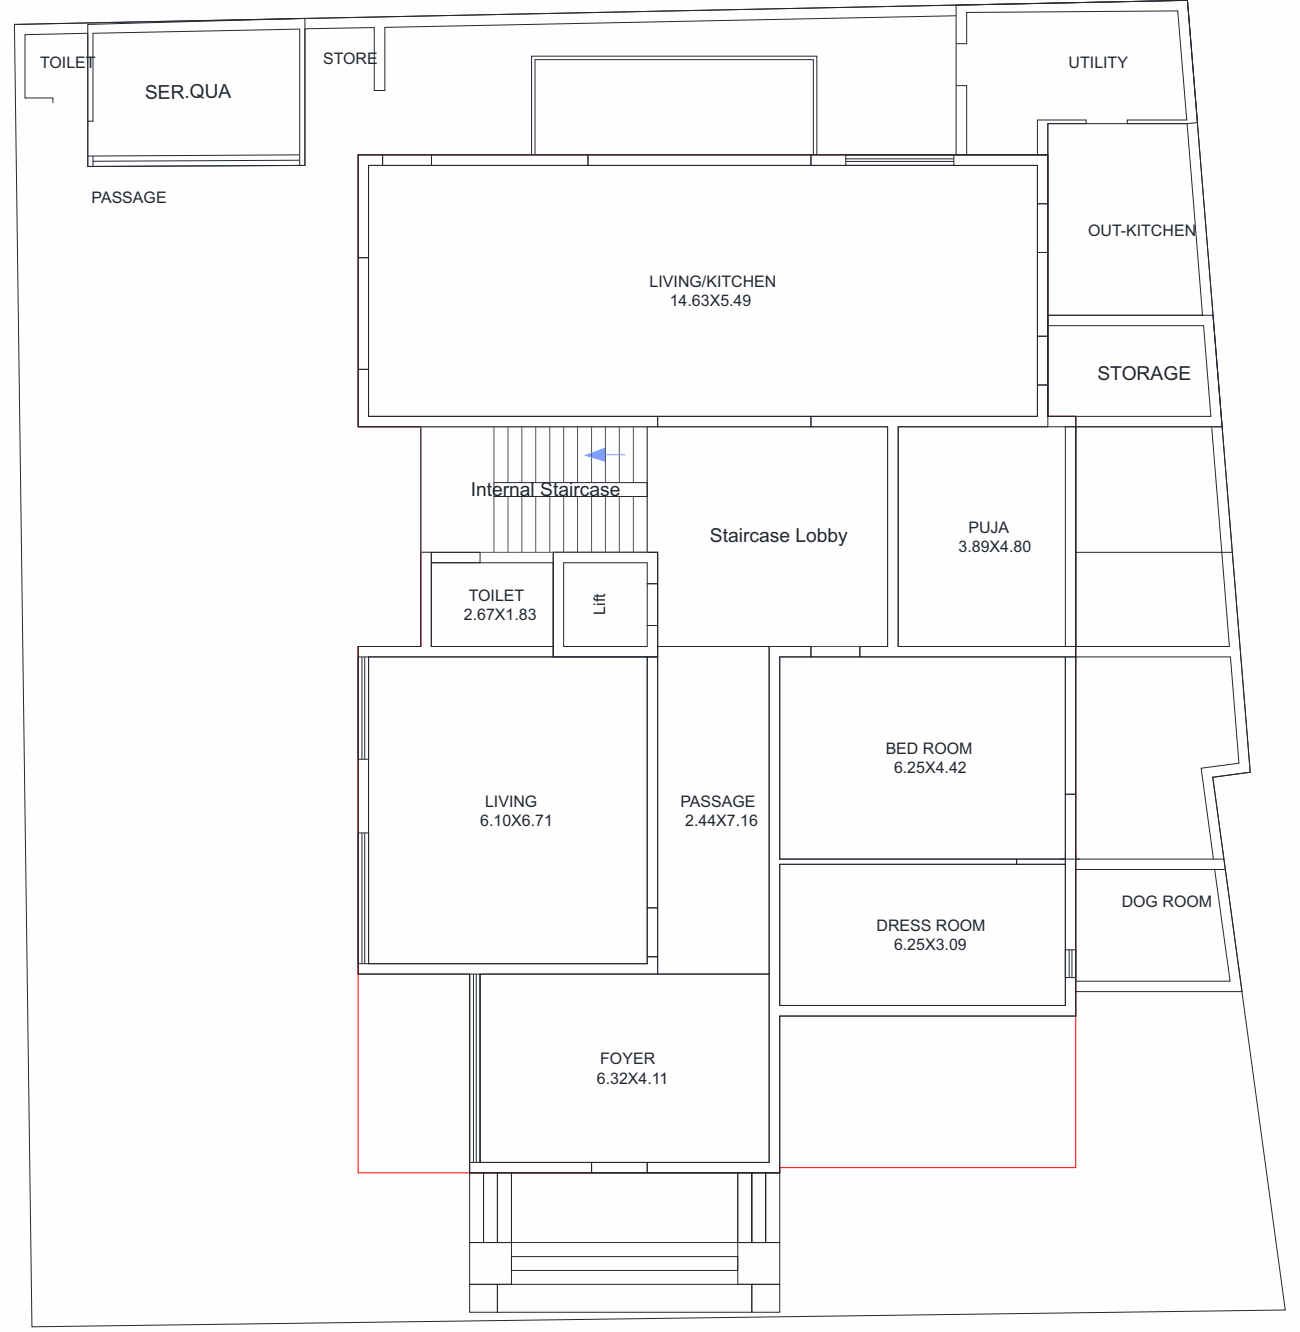 TOILET
STORE
UTILITY
SER.QUA
PASSAGE
OUT-KITCHEN
LIVING/KITCHEN
14.63X5.49
STORAGE
Internal Staircase
Staircase Lobby
PUJA
3.89X4.80
TOILET
2.67X1.83
Lift
BED ROOM
6.25X4.42
LIVING
6.10X6.71
PASSAGE
2.44X7.16
DOG ROOM
DRESS ROOM
6.25X3.09
FOYER
6.32X4.11